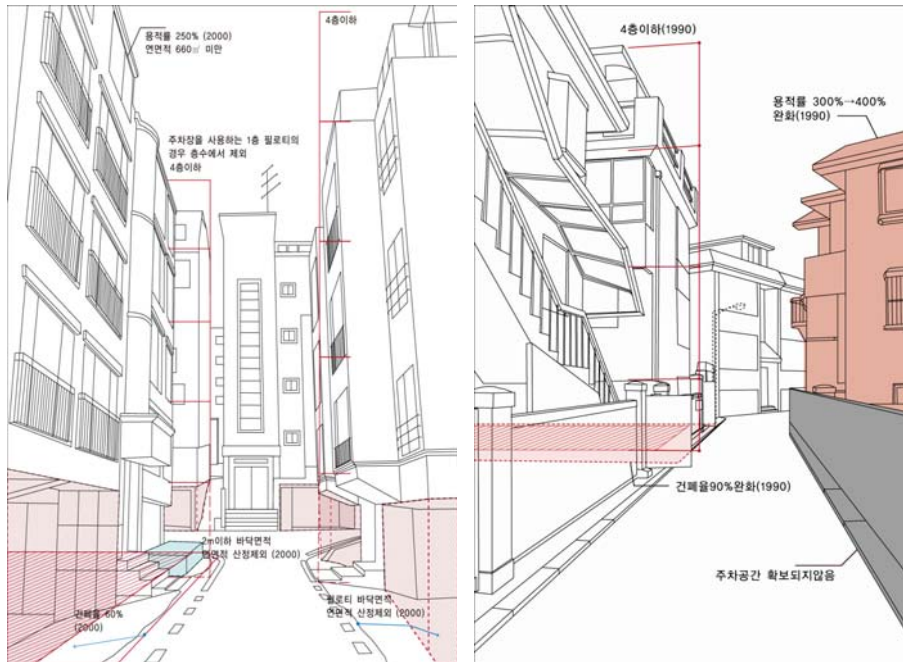 용적률 250% (2000)
연면적 660㎡ 미만
4층이하
주차장을 사용하는 1층 필로티의
경우 층수에서 제외
4층이하
2m이하 바닥면적
연면적 산정제외 (2000)
건폐율 60%
(2000)
필로티 바닥면적
연면적 산정제외 (2000)
4층이하(1990)
용적률 300%→400%
완화(1990)
건폐율90%완화(1990)
주차공간 확보되지않음